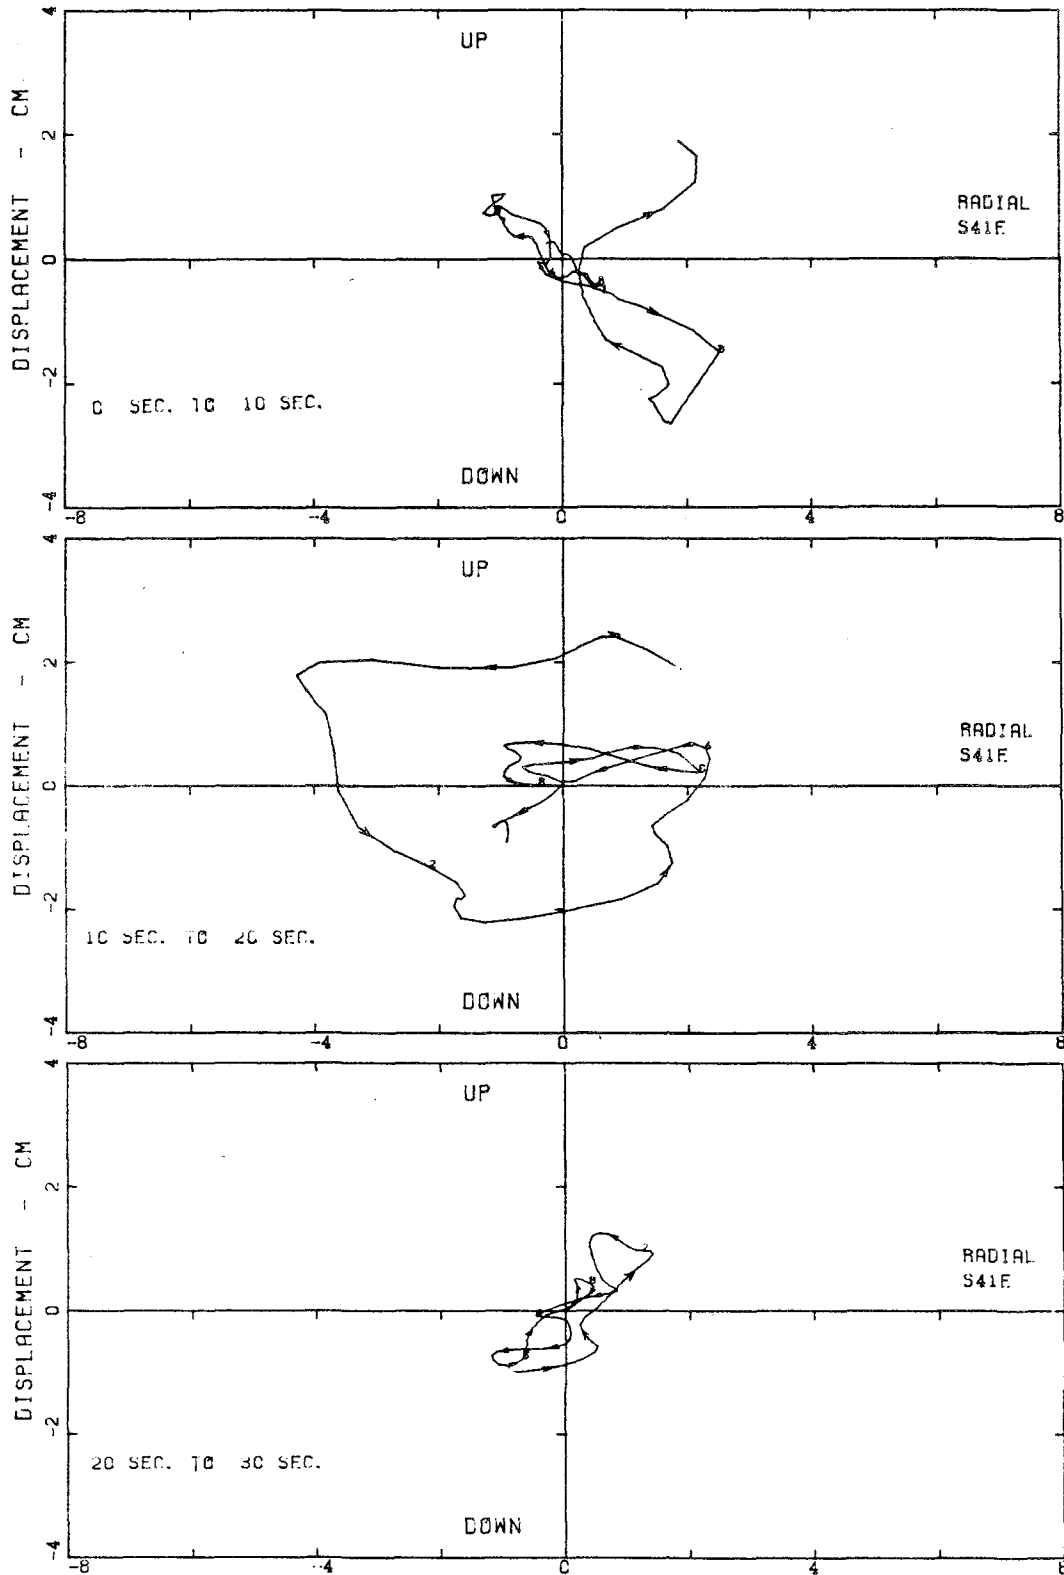 4
UP
2
RADIAL
S41E
0
DISPLACEMENT - CM
-2
0 SEC. TO 10 SEC.
DOWN
-4
-8 -4 0 4 8
4
UP
2
RADIAL
S41E
0
DISPLACEMENT - CM
2
-2
10 SEC. TO 20 SEC.
DOWN
-4
-8 -4 0 4 8
4
UP
2
RADIAL
S41E
0
DISPLACEMENT - CM
-2
20 SEC. TO 30 SEC.
DOWN
-4
-8 -4 0 4 8